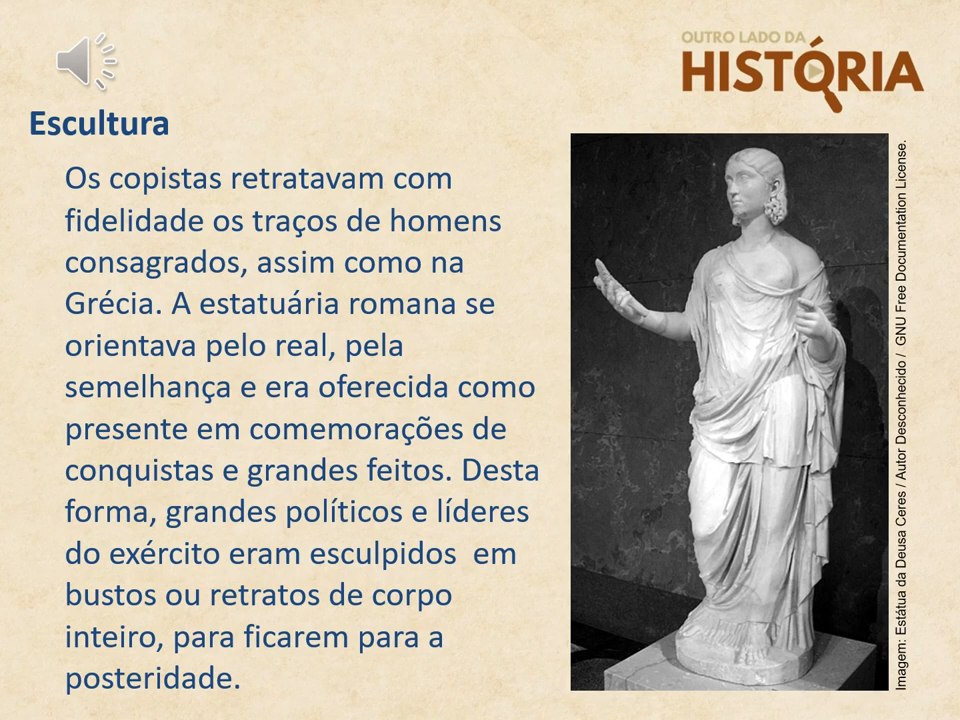 OUTRO LADO DA
HISTÓRIA
Escultura
Os copistas retratavam com
fidelidade os traços de homens
consagrados, assim como na
Grécia. A estatuária romana se
orientava pelo real, pela
semelhança e era oferecida como
presente em comemorações de
conquistas e grandes feitos. Desta
forma, grandes políticos e líderes
do exército eram esculpidos  em
bustos ou retratos de corpo
inteiro, para ficarem para a
posteridade.
Imagem: Estátua da Deusa Ceres / Autor Desconhecido /  GNU Free Documentation License.